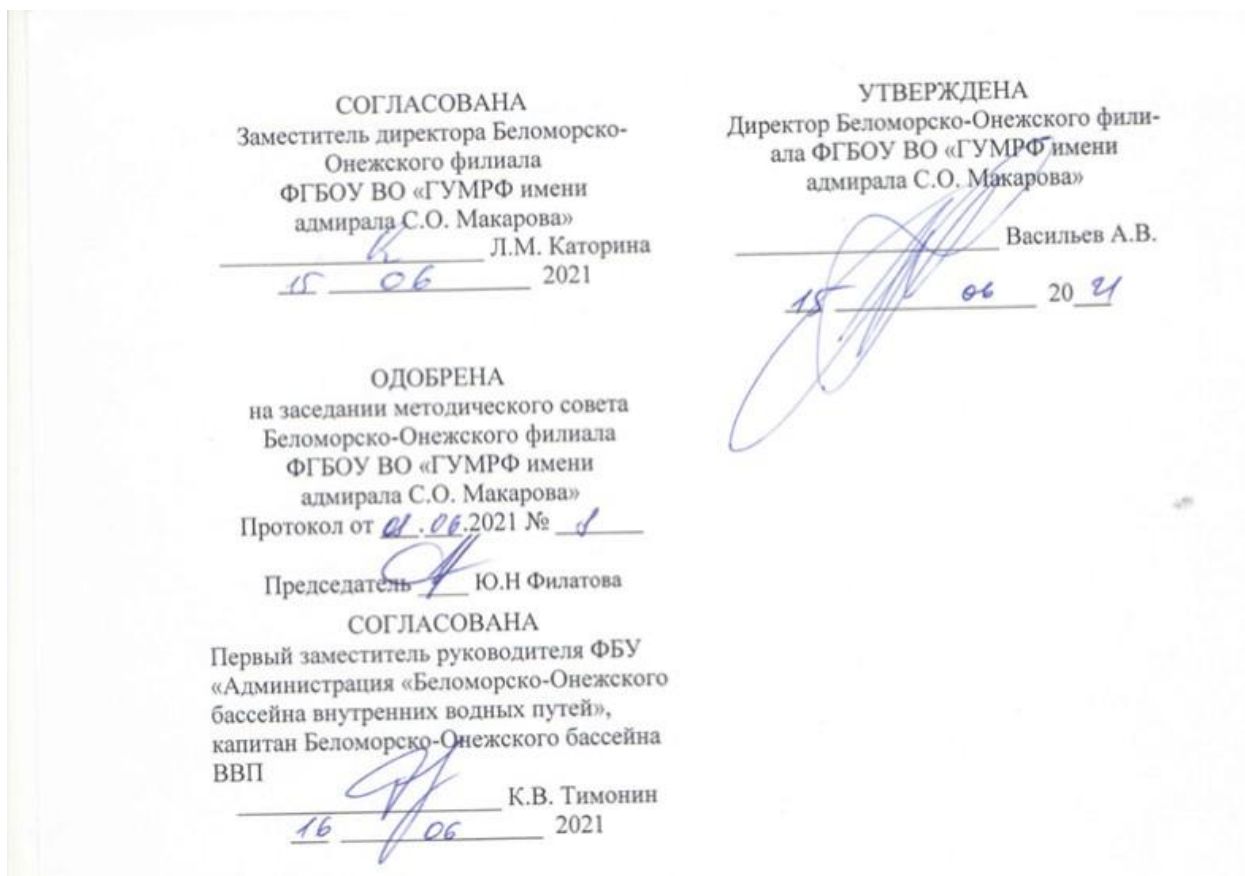 СОГЛАСОВАНА
Заместитель директора Беломорско-
Онежского филиала
ФГБОУ ВО «ГУМРФ имени
адмирала С.О. Макарова»
Л.М. Каторина
15 06 2021
УТВЕРЖДЕНА
Директор Беломорско-Онежского фили-
ала ФГБОУ ВО «ГУМРФ имени
адмирала С.О. Макарова»
Васильев А.В.
15 06 20 21
ОДОБРЕНА
на заседании методического совета
Беломорско-Онежского филиала
ФГБОУ ВО «ГУМРФ имени
адмирала С.О. Макарова»
Протокол от 01.06.2021 №
Председатель Ю.Н Филатова
СОГЛАСОВАНА
Первый заместитель руководителя ФБУ
«Администрация «Беломорско-Онежского
бассейна внутренних водных путей»,
капитан Беломорско-Онежского бассейна
ВВП
К.В. Тимонин
16 06 2021